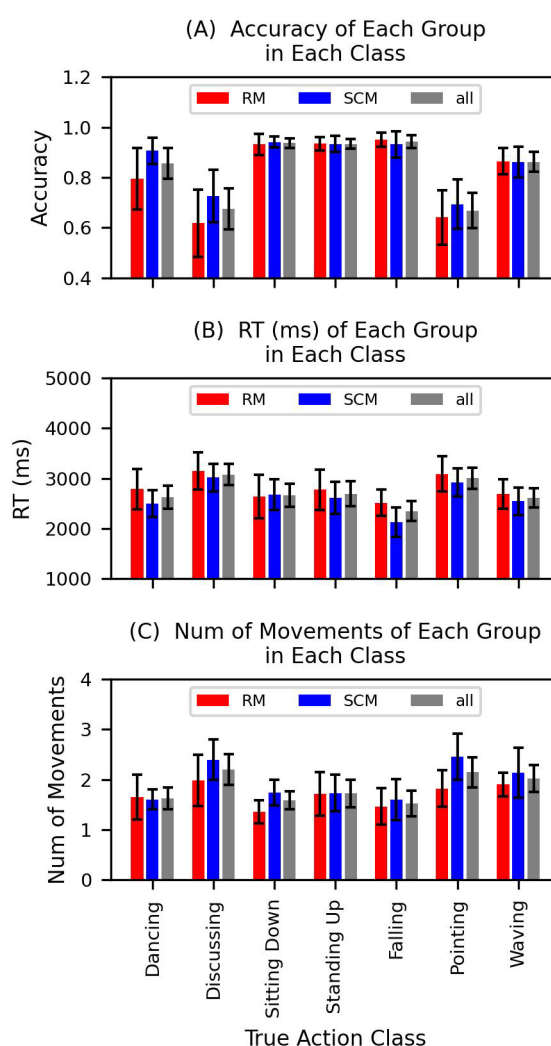 (A) Accuracy of Each Group
in Each Class
1.2
1.0
0.8
0.6
0.4
Accuracy
RM SCM all
(B) RT (ms) of Each Group
in Each Class
5000
4000
3000
2000
1000
RT (ms)
RM SCM all
(C) Num of Movements of Each Group
in Each Class
4
3
2
1
0
Num of Movements
RM SCM all
Dancing
Discussing
Sitting Down
Standing Up
Falling
Pointing
Waving
True Action Class